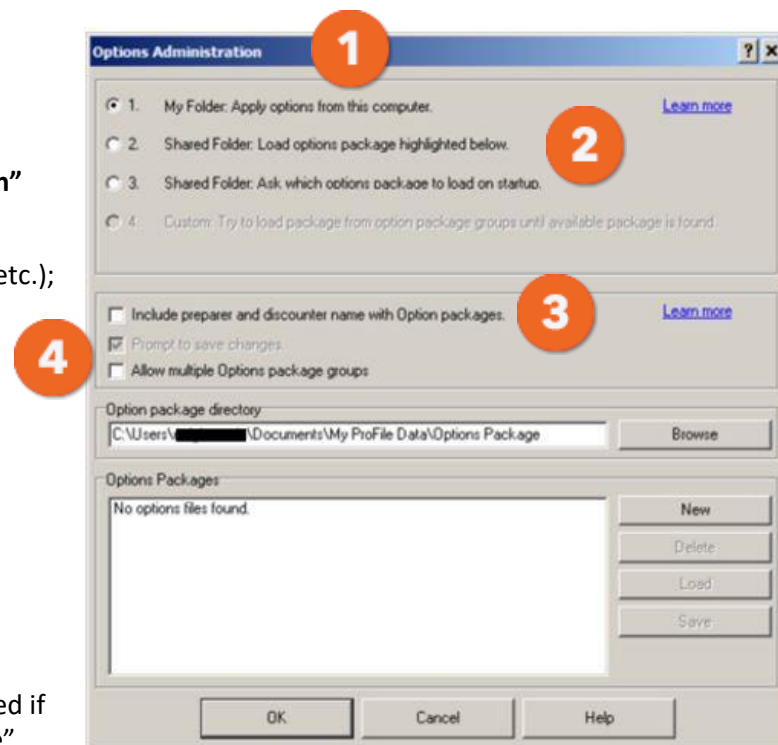 1
Options Administration
1. My Folder: Apply options from this computer. Learn more
2. Shared Folder: Load options package highlighted below.
2
3. Shared Folder: Ask which options package to load on startup.
4. Custom: Try to load package from option package groups until available package is found.
n”
etc.);
Include preparer and discounter name with Option packages. Learn more
3
4
Prompt to save changes.
Allow multiple Options package groups
Option package directory
C:\Users\ \Documents\My ProFile Data\Options Package Browse
Options Packages
No options files found. New
Delete
Load
Save
ed if
OK Cancel Help